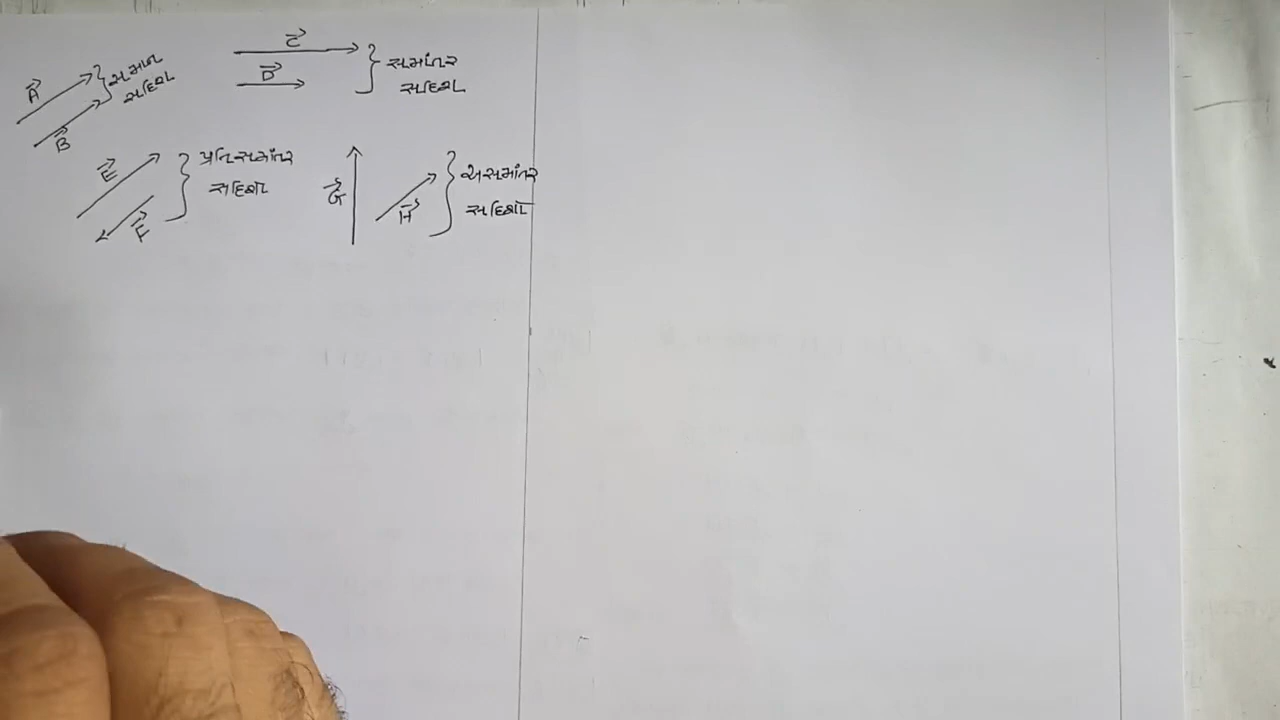 A⃗
B⃗
સમાન
સદિશ
C⃗
D⃗
સમાંતર
સદિશ
E⃗
F⃗
પ્રતિસમાંતર
સદિશો
G⃗
H⃗
અસમાંતર
સદિશો